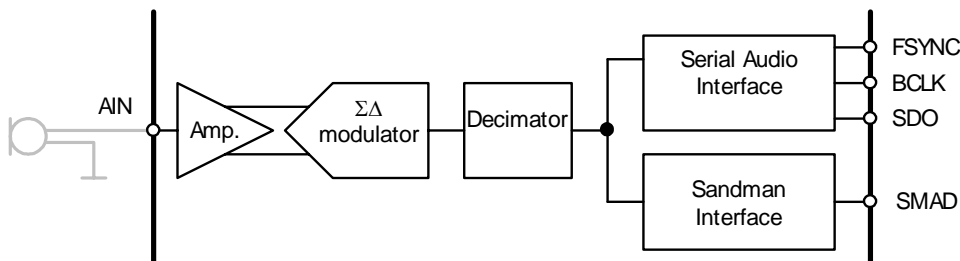 AIN
Amp.
ΣΔ
modulator
Decimator
Serial Audio
Interface
FSYNC
BCLK
SDO
Sandman
Interface
SMAD